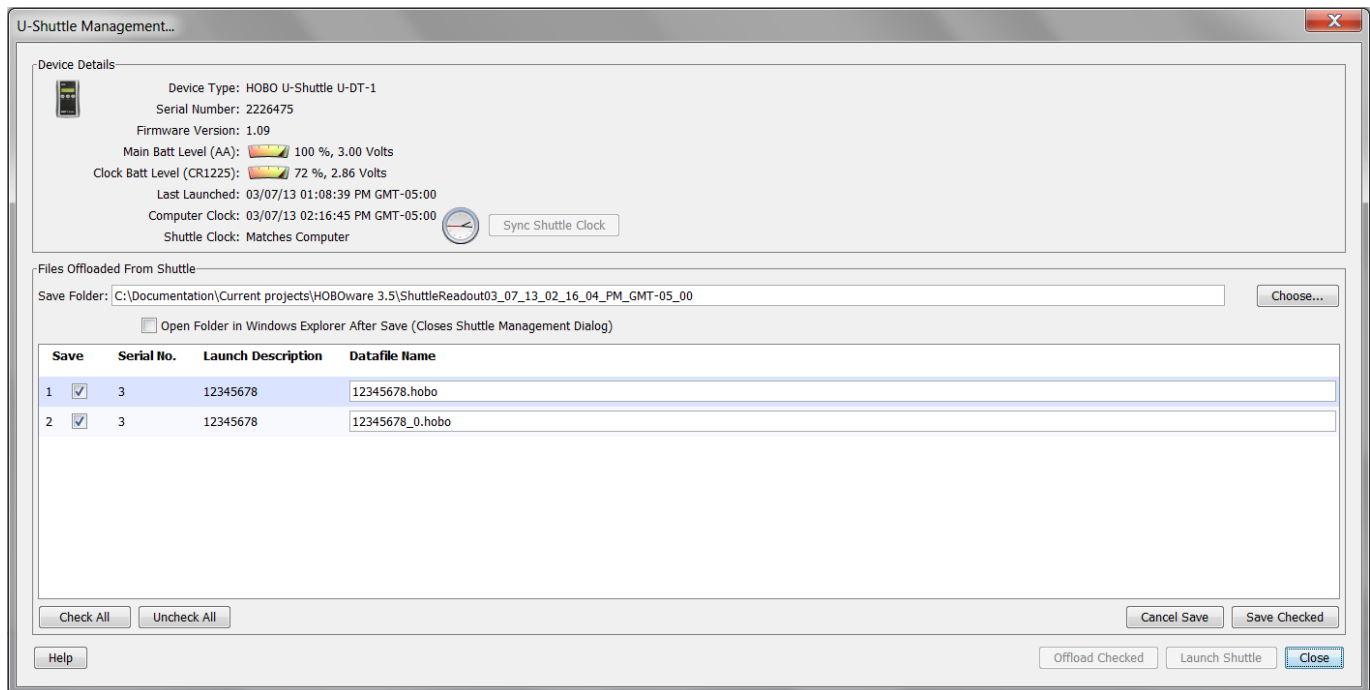 U-Shuttle Management...
Device Details
Device Type: HOBO U-Shuttle U-DT-1
Serial Number: 2226475
Firmware Version: 1.09
Main Batt Level (AA): 100 %, 3.00 Volts
Clock Batt Level (CR1225): 72 %, 2.86 Volts
Last Launched: 03/07/13 01:08:39 PM GMT-05:00
Computer Clock: 03/07/13 02:16:45 PM GMT-05:00
Sync Shuttle Clock
Shuttle Clock: Matches Computer
Files Offloaded From Shuttle
Save Folder: C:\Documentation\Current projects\HOBOware 3.5\ShuttleReadout03_07_13_02_16_04_PM_GMT-05_00 Choose...
Open Folder in Windows Explorer After Save (Closes Shuttle Management Dialog)
Save Serial No. Launch Description Datafile Name
1 3 12345678 12345678.hobo
2 3 12345678 12345678_0.hobo
Check All Uncheck All Cancel Save Save Checked
Help Offload Checked Launch Shuttle Close